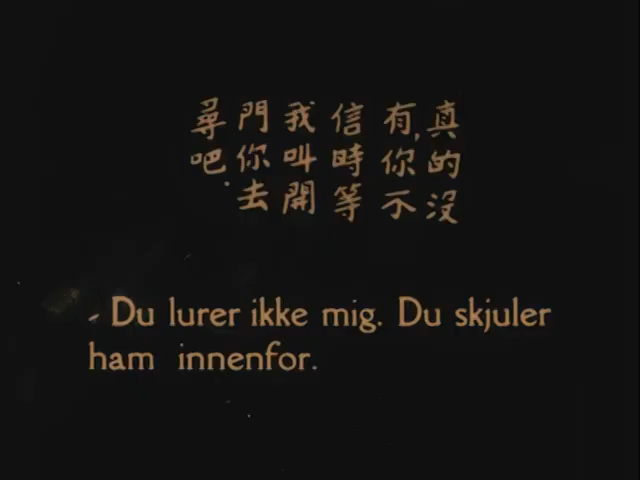 真的沒
有,你不
信時等
我叫開
門你去
尋吧.
- Du lurer ikke mig. Du skjuler
ham innenfor.